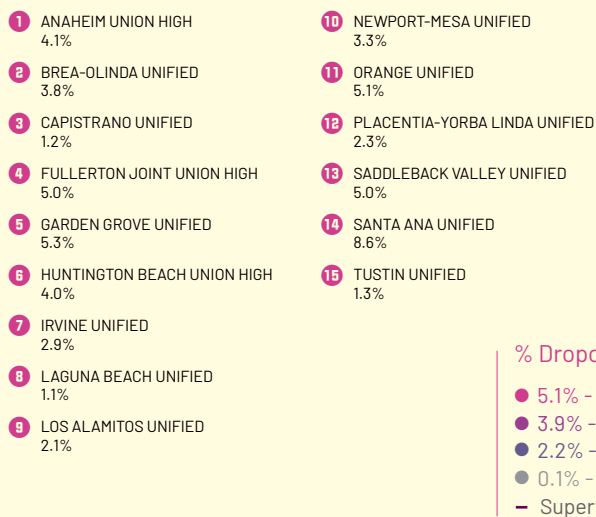 1 ANAHEIM UNION HIGH
4.1%
2 BREA-OLINDA UNIFIED
3.8%
3 CAPISTRANO UNIFIED
1.2%
4 FULLERTON JOINT UNION HIGH
5.0%
5 GARDEN GROVE UNIFIED
5.3%
6 HUNTINGTON BEACH UNION HIGH
4.0%
7 IRVINE UNIFIED
2.9%
8 LAGUNA BEACH UNIFIED
1.1%
9 LOS ALAMITOS UNIFIED
2.1%
10 NEWPORT-MESA UNIFIED
3.3%
11 ORANGE UNIFIED
5.1%
12 PLACENTIA-YORBA LINDA UNIFIED
2.3%
13 SADDLEBACK VALLEY UNIFIED
5.0%
14 SANTA ANA UNIFIED
8.6%
15 TUSTIN UNIFIED
1.3%
%
5.1% -
3.9% -
2.2% -
0.1% -